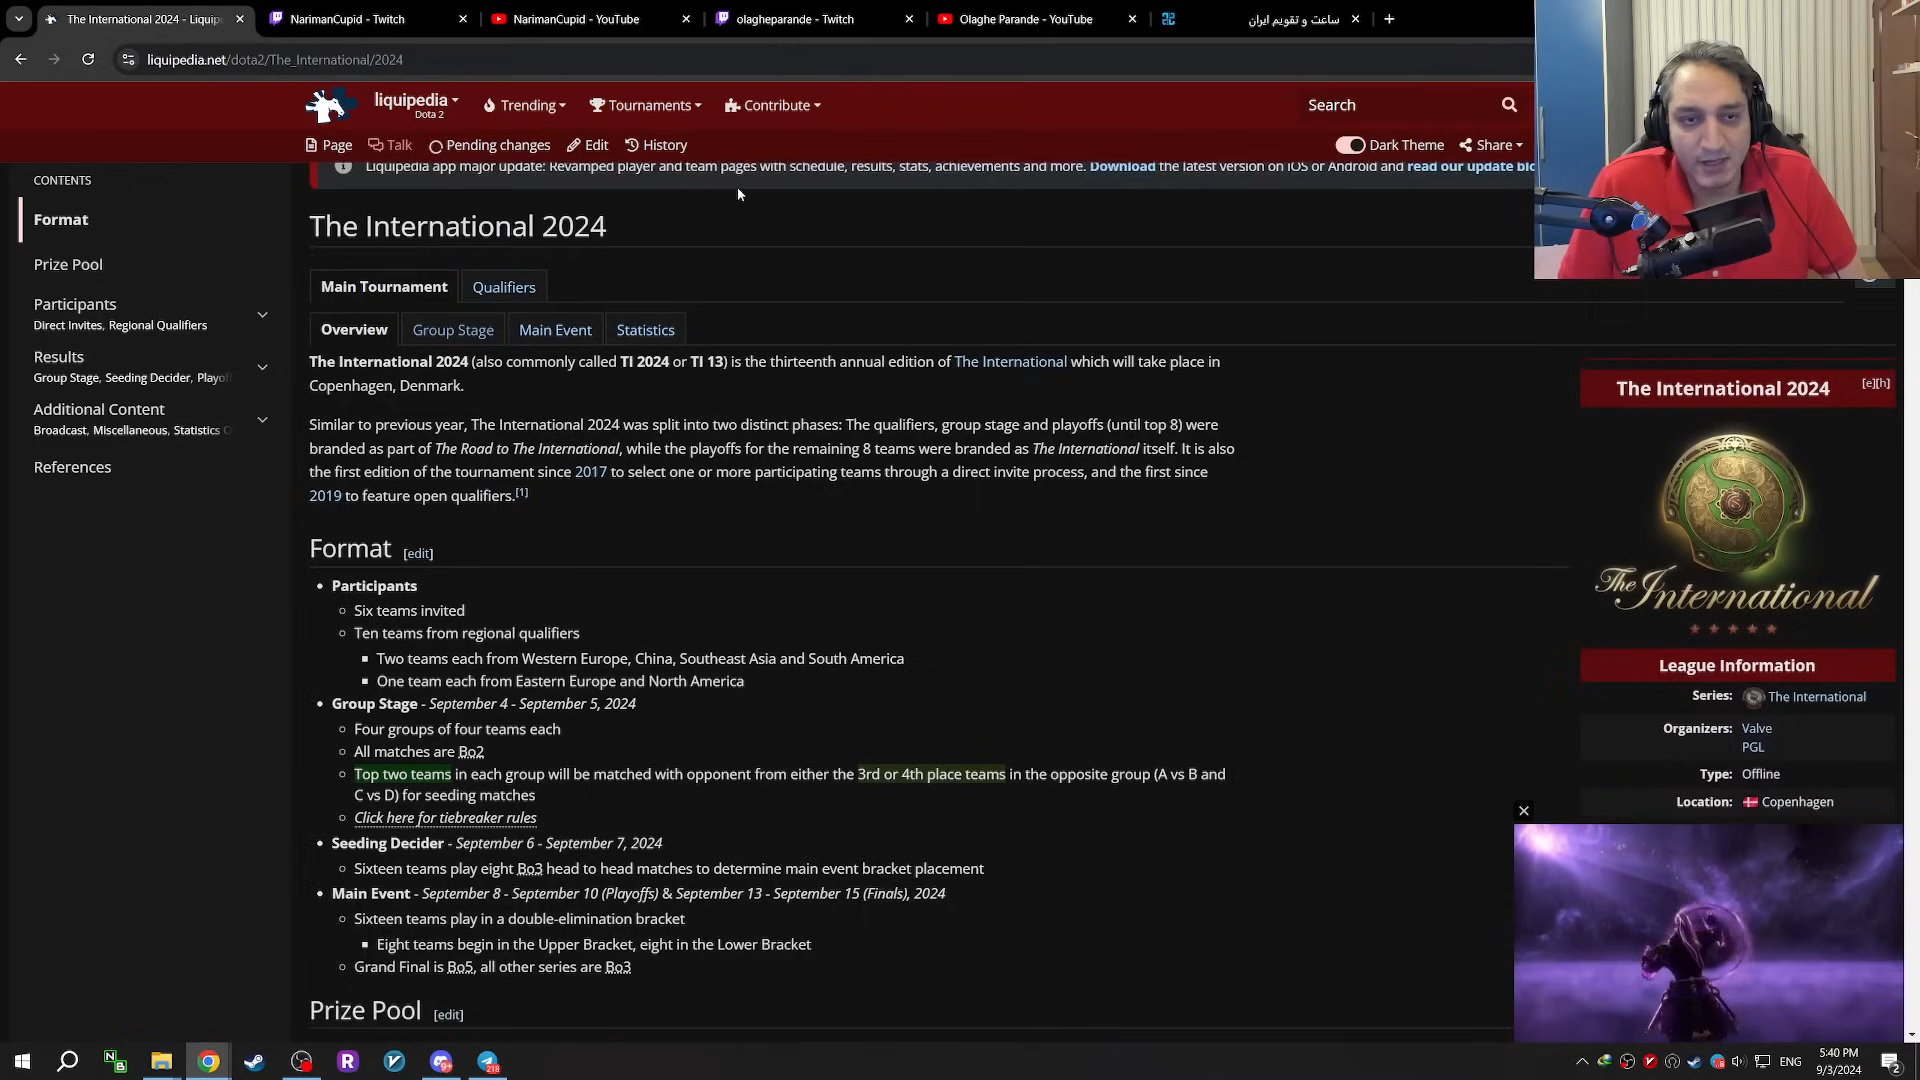 The International 2024 - Liquip
NarimanCupid - Twitch
NarimanCupid - YouTube
olagheparande - Twitch
Olaghe Parande - YouTube
ساعت و تقویم ایران
liquipedia.net/dota2/The_International/2024
liquipedia
Dota 2
Trending
Tournaments
Contribute
Search
Page
Talk
Pending changes
Edit
History
Dark Theme
Share
CONTENTS
Format
Prize Pool
Participants
Direct Invites, Regional Qualifiers
Results
Group Stage, Seeding Decider, Playof
Additional Content
Broadcast, Miscellaneous, Statistics
References
Liquipedia app major update: Revamped player and team pages with schedule, results, stats, achievements and more. Download the latest version on iOS or Android and read our update blo
The International 2024
Main Tournament
Qualifiers
Overview
Group Stage
Main Event
Statistics
The International 2024 (also commonly called TI 2024 or TI 13) is the thirteenth annual edition of The International which will take place in
Copenhagen, Denmark.
Similar to previous year, The International 2024 was split into two distinct phases: The qualifiers, group stage and playoffs (until top 8) were
branded as part of The Road to The International, while the playoffs for the remaining 8 teams were branded as The International itself. It is also
the first edition of the tournament since 2017 to select one or more participating teams through a direct invite process, and the first since
2019 to feature open qualifiers.[1]
Format [edit]
Participants
Six teams invited
Ten teams from regional qualifiers
Two teams each from Western Europe, China, Southeast Asia and South America
One team each from Eastern Europe and North America
Group Stage - September 4 - September 5, 2024
Four groups of four teams each
All matches are Bo2
Top two teams in each group will be matched with opponent from either the 3rd or 4th place teams in the opposite group (A vs B and
C vs D) for seeding matches
Click here for tiebreaker rules
Seeding Decider - September 6 - September 7, 2024
Sixteen teams play eight Bo3 head to head matches to determine main event bracket placement
Main Event - September 8 - September 10 (Playoffs) & September 13 - September 15 (Finals), 2024
Sixteen teams play in a double-elimination bracket
Eight teams begin in the Upper Bracket, eight in the Lower Bracket
Grand Final is Bo5, all other series are Bo3
Prize Pool [edit]
The International 2024
[e][h]
The International
League Information
Series: The International
Organizers: Valve
PGL
Type: Offline
Location: Copenhagen
N
B
R
V
9+
218
ENG
5:40 PM
9/3/2024
2